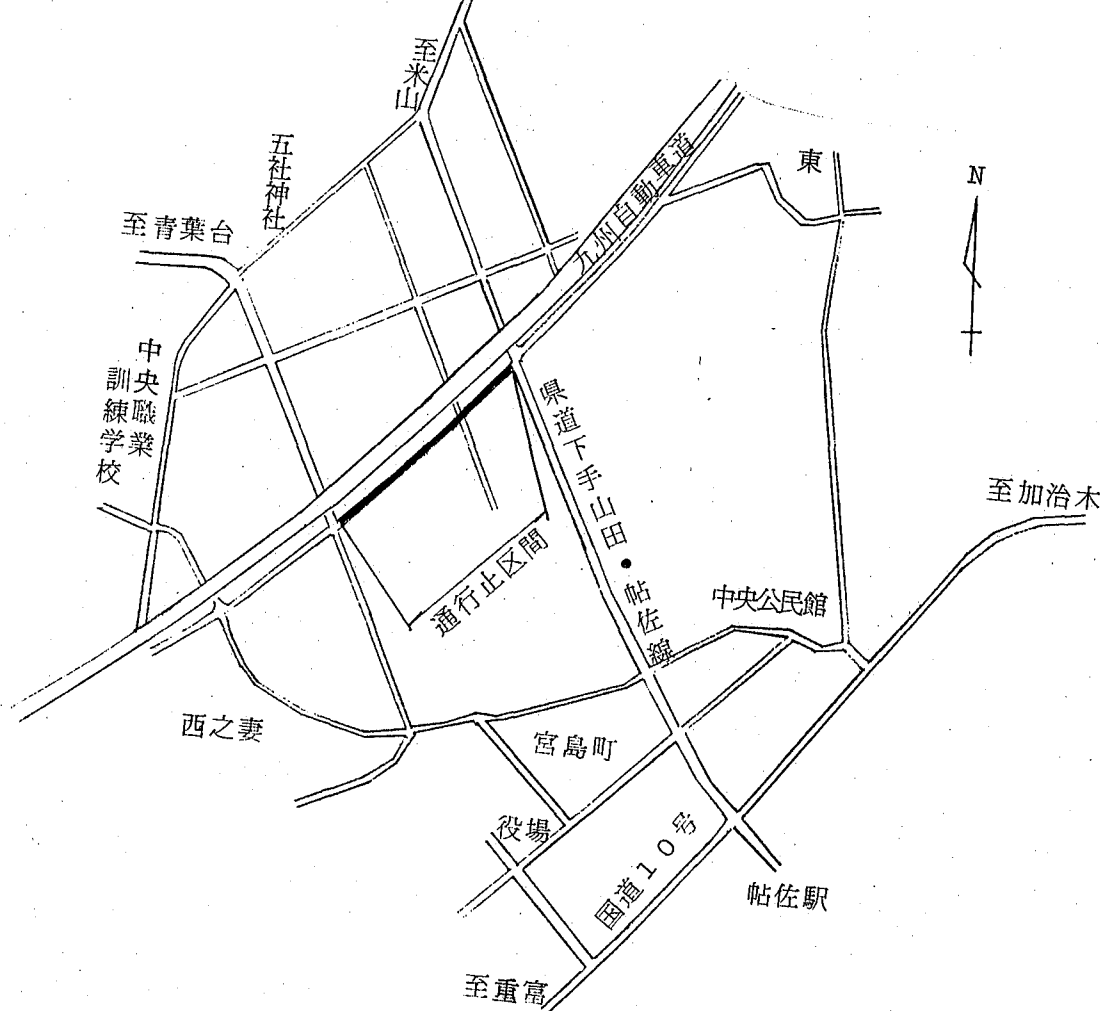 至米山
五社神社
至青葉台
九州自動車道
東
N
中央職業
訓練学校
県道下手山田・帖佐線
至加治木
通行止区間
中央公民館
西之妻
宮島町
役場
国道10号
帖佐駅
至重富